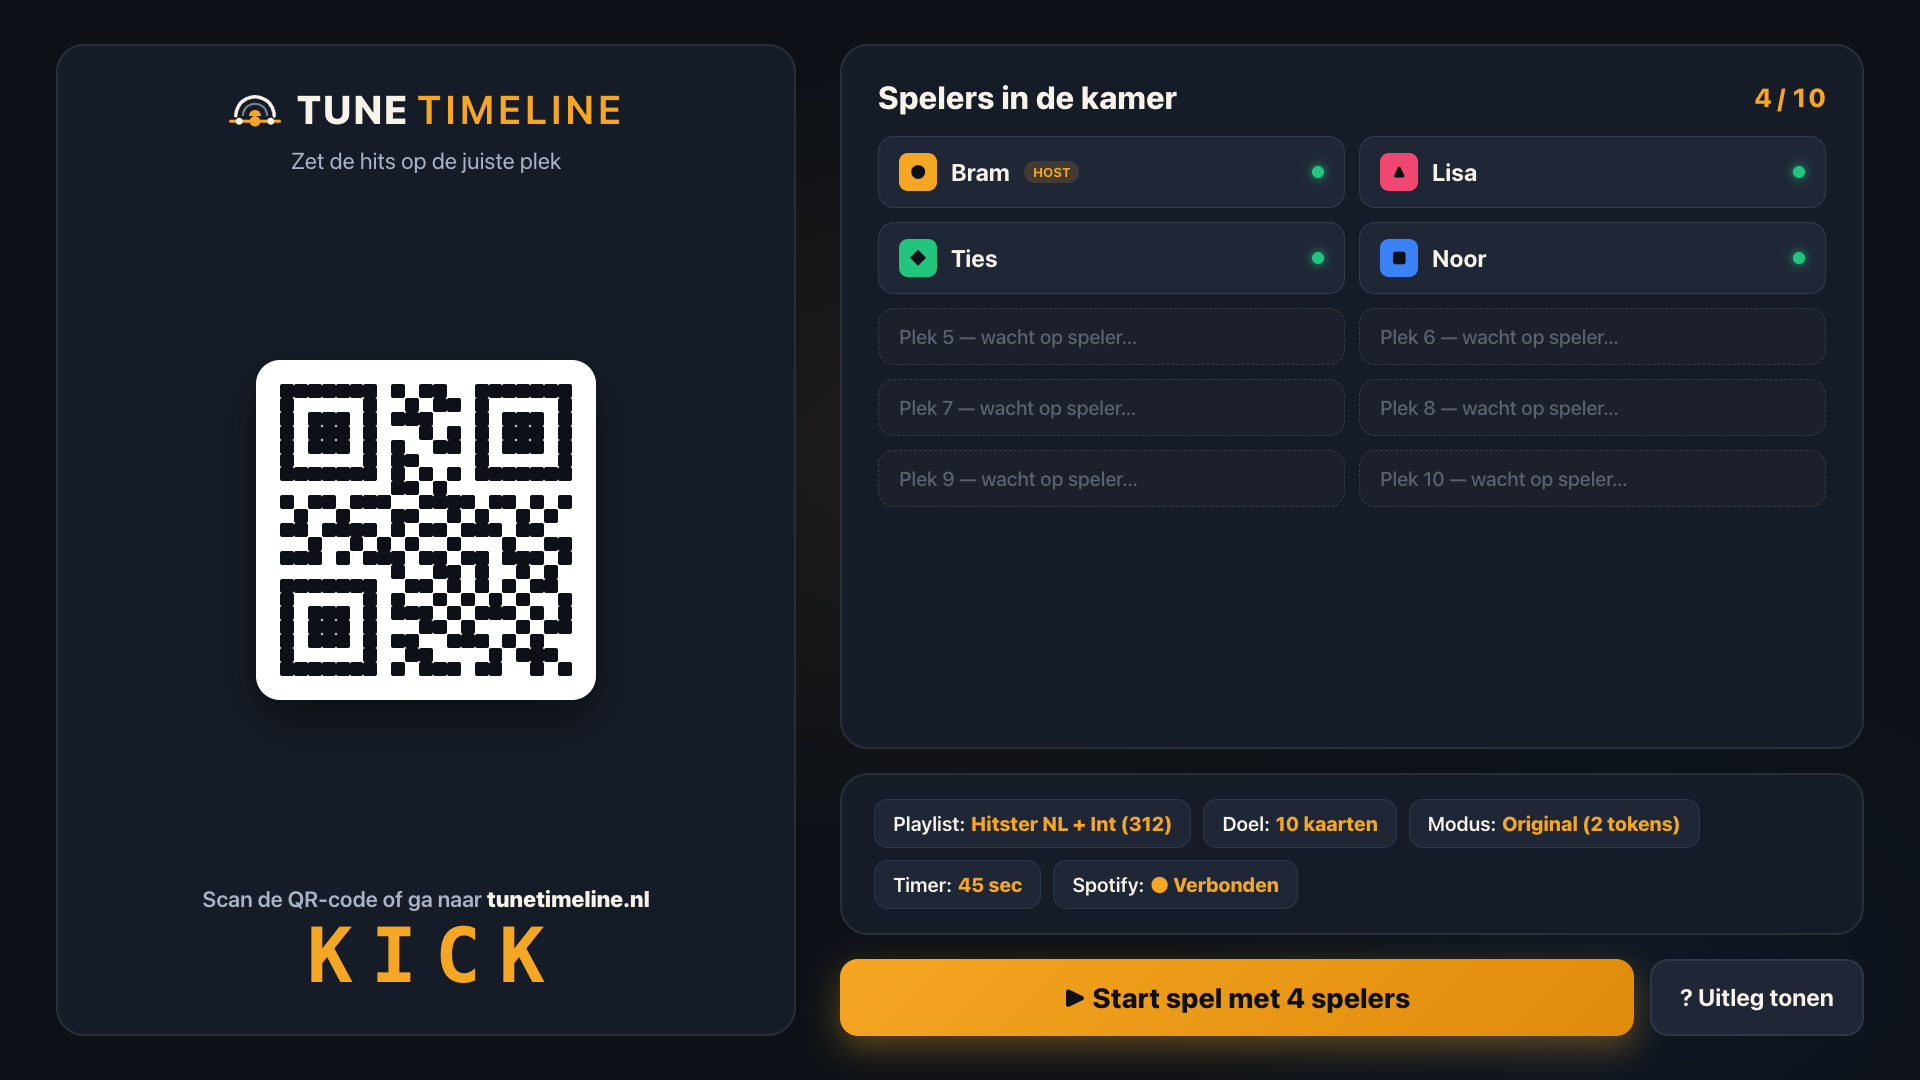 TUNE TIMELINE
Zet de hits op de juiste plek
Scan de QR-code of ga naar tunetimeline.nl
KICK
Spelers in de kamer
4 / 10
Bram HOST
Lisa
Ties
Noor
Plek 5 — wacht op speler...
Plek 6 — wacht op speler...
Plek 7 — wacht op speler...
Plek 8 — wacht op speler...
Plek 9 — wacht op speler...
Plek 10 — wacht op speler...
Playlist: Hitster NL + Int (312)
Doel: 10 kaarten
Modus: Original (2 tokens)
Timer: 45 sec
Spotify: Verbonden
Start spel met 4 spelers
? Uitleg tonen